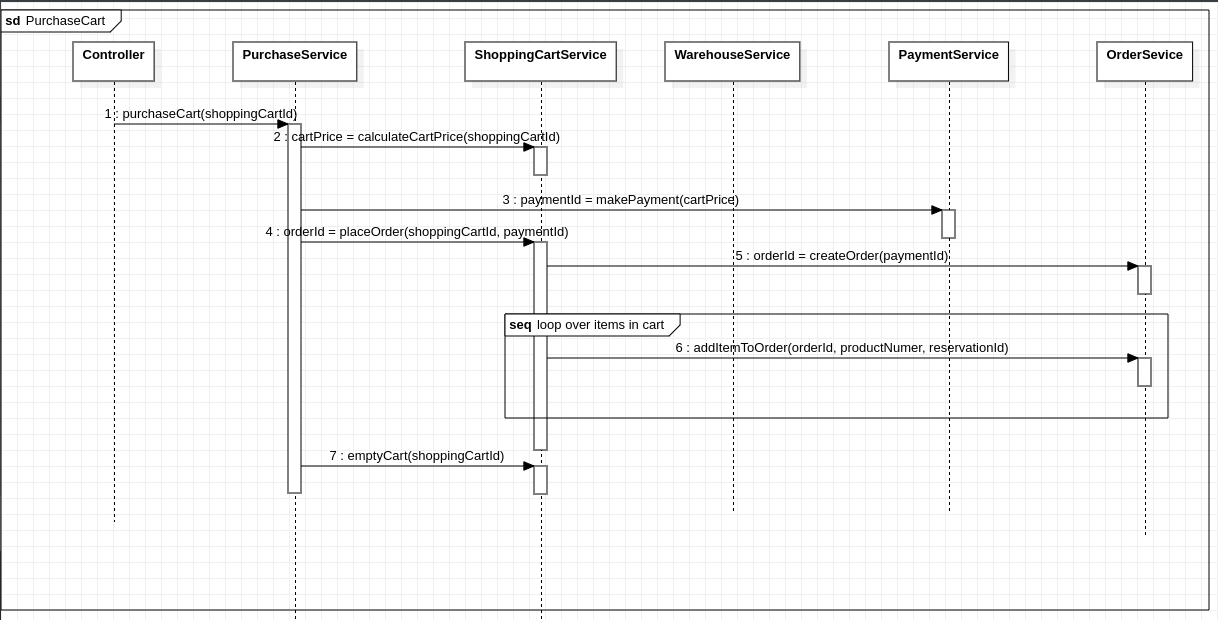 sd PurchaseCart
Controller
PurchaseService
ShoppingCartService
WarehouseService
PaymentService
OrderSevice
1 : purchaseCart(shoppingCartId)
2 : cartPrice = calculateCartPrice(shoppingCartId)
3 : paymentId = makePayment(cartPrice)
4 : orderId = placeOrder(shoppingCartId, paymentId)
5 : orderId = createOrder(paymentId)
seq loop over items in cart
6 : addItemToOrder(orderId, productNumer, reservationId)
7 : emptyCart(shoppingCartId)